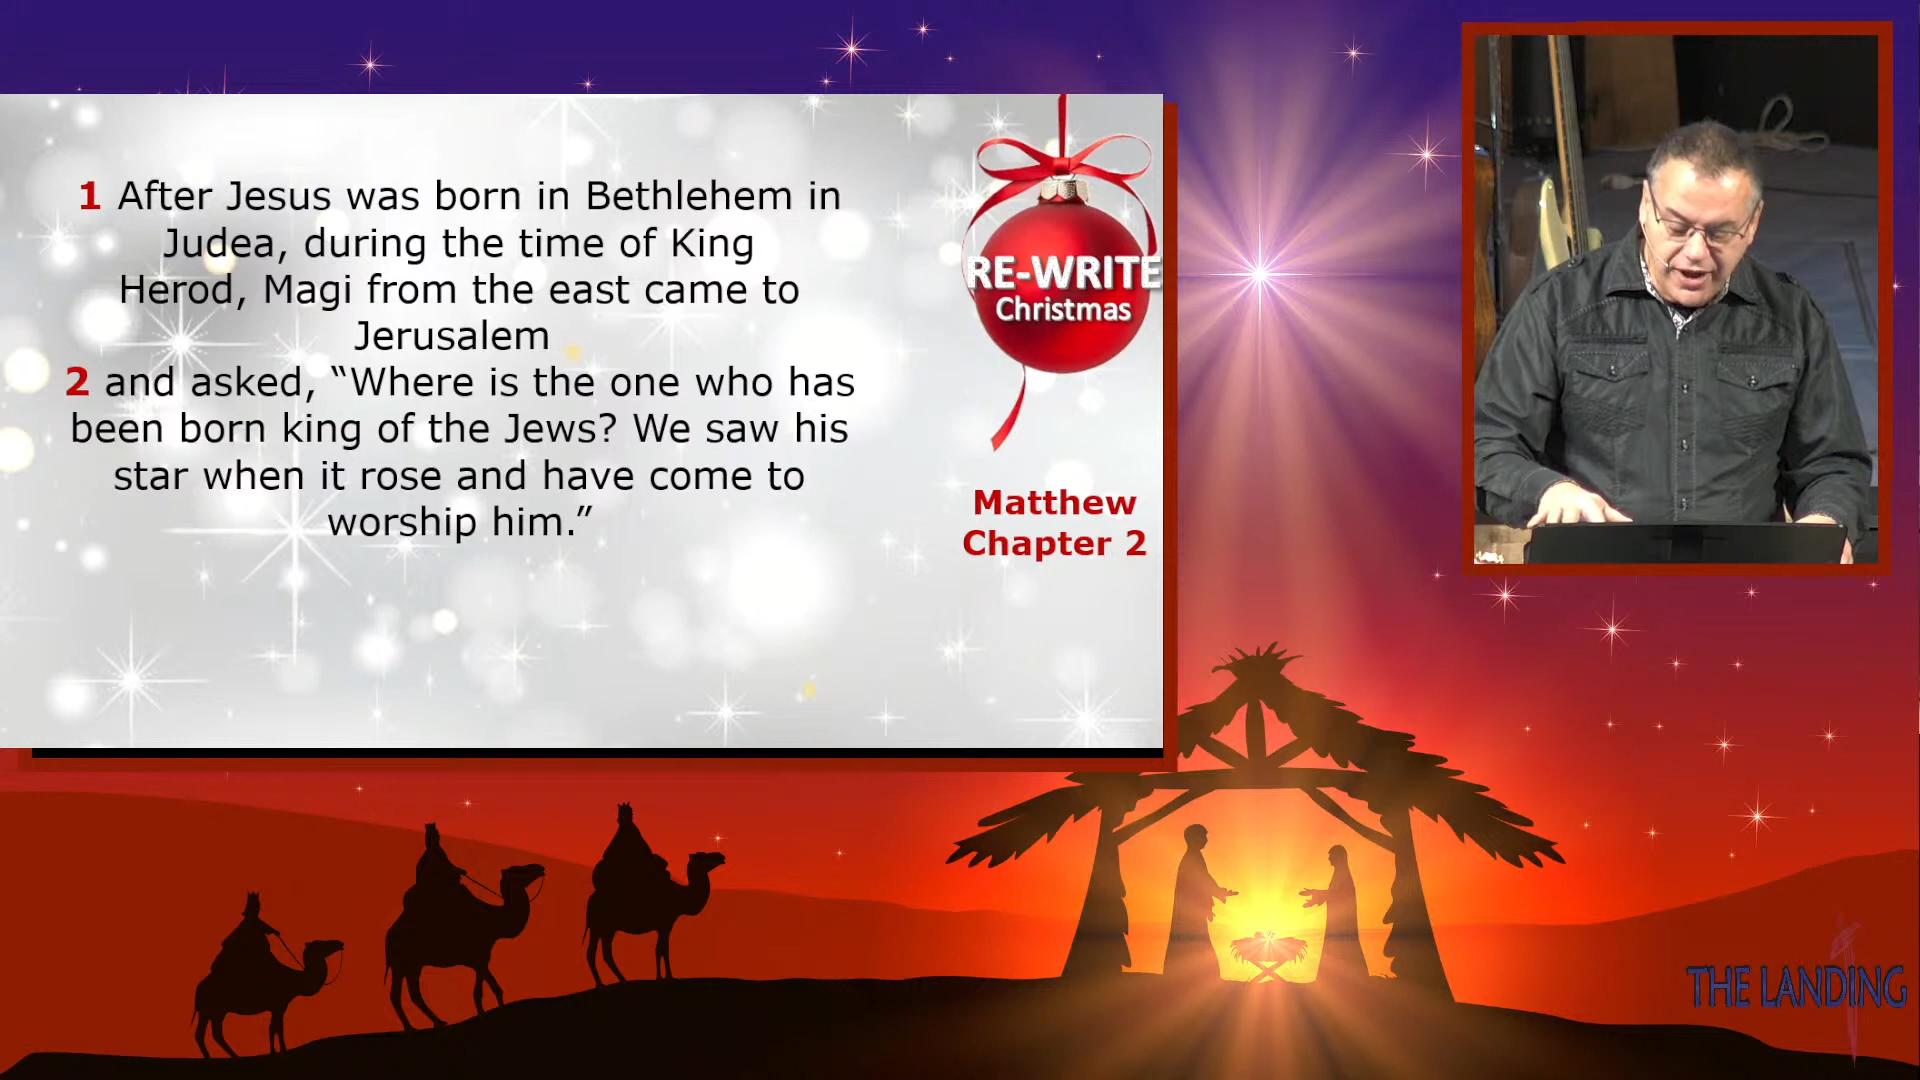 1 After Jesus was born in Bethlehem in
Judea, during the time of King
Herod, Magi from the east came to
Jerusalem
2 and asked, “Where is the one who has
been born king of the Jews? We saw his
star when it rose and have come to
worship him.”
RE-WRITE
Christmas
Matthew
Chapter 2
THE LANDING